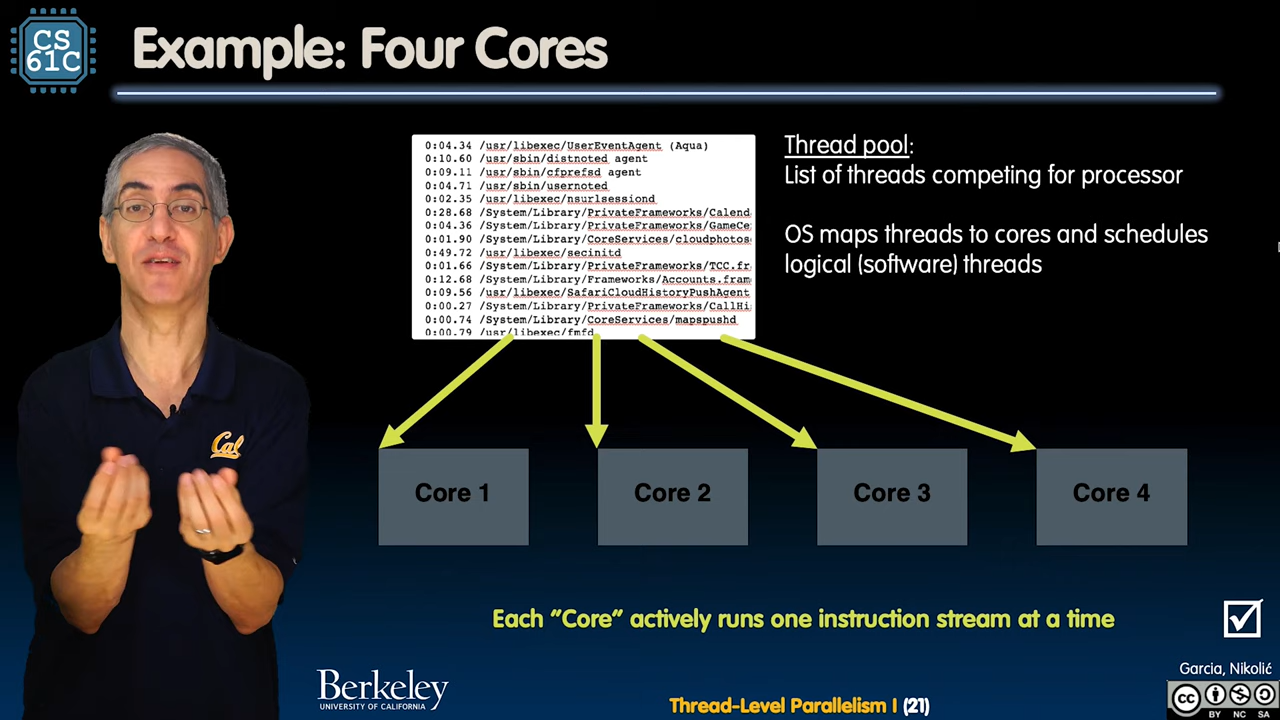 CS
61C
Example: Four Cores
0:04.34 /usr/libexec/UserEventAgent (Aqua)
0:10.60 /usr/sbin/distnoted agent
0:09.11 /usr/sbin/cfprefsd agent
0:04.71 /usr/sbin/usernoted
0:02.35 /usr/libexec/nsurlsessiond
0:28.68 /System/Library/PrivateFrameworks/Calend
0:04.36 /System/Library/PrivateFrameworks/GameCe
0:01.90 /System/Library/CoreServices/cloudphotos
0:49.72 /usr/libexec/secinitd
0:01.66 /System/Library/PrivateFrameworks/TCC.fr
0:12.68 /System/Library/Frameworks/Accounts.fram
0:09.56 /usr/libexec/SafariCloudHistoryPushAgent
0:00.27 /System/Library/PrivateFrameworks/CallHi
0:00.74 /System/Library/CoreServices/mapspushd
0:00.79 /usr/libexec/fmfd
Thread pool:
List of threads competing for processor
OS maps threads to cores and schedules
logical (software) threads
Cal
Core 1
Core 2
Core 3
Core 4
Each "Core" actively runs one instruction stream at a time
Berkeley
UNIVERSITY OF CALIFORNIA
Thread-Level Parallelism I (21)
Garcia, Nikolić
cc
BY NC SA